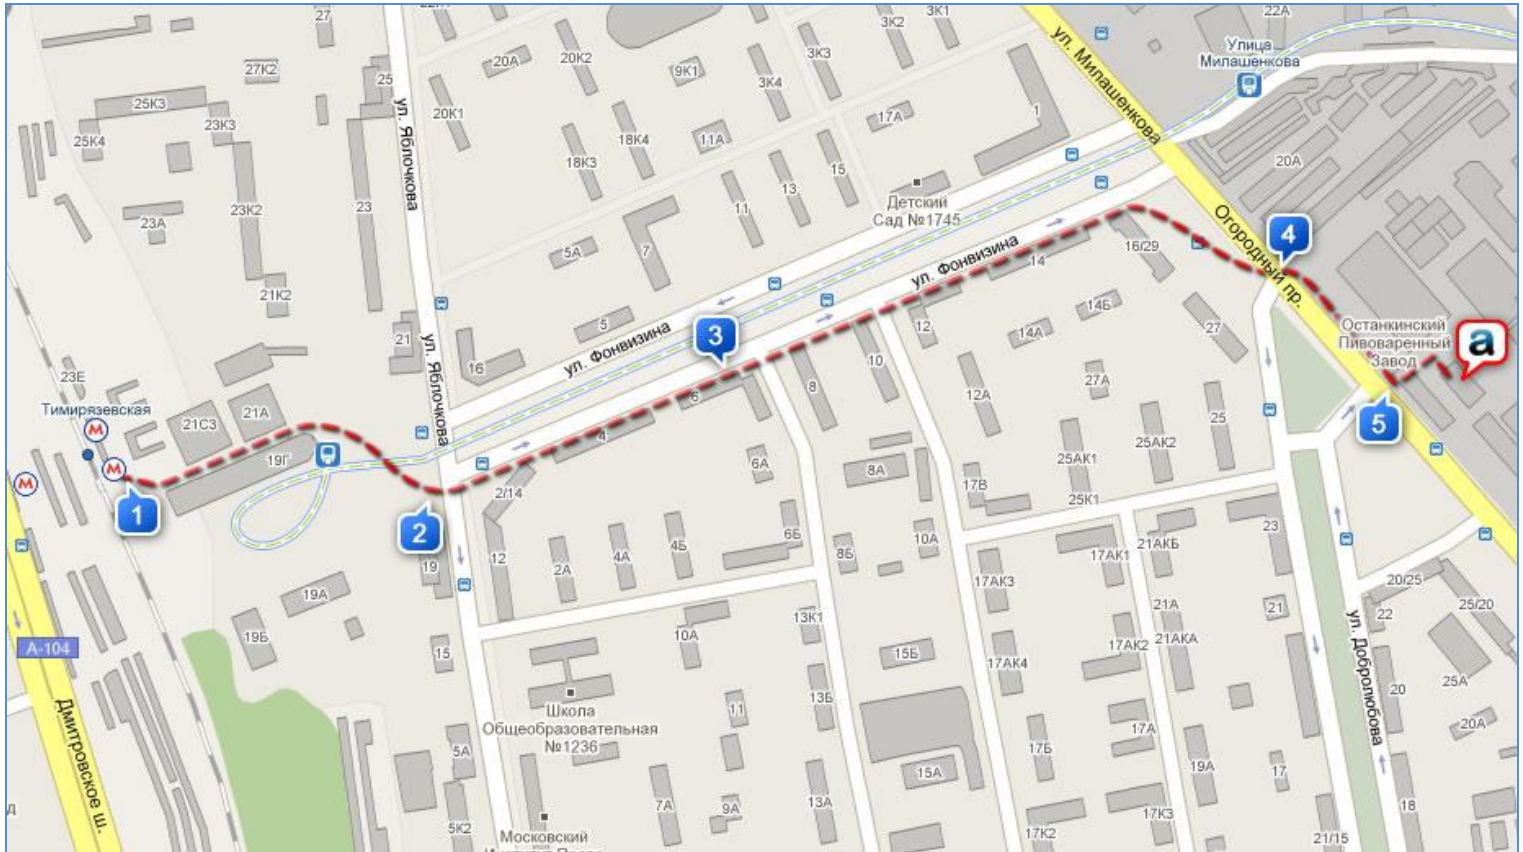 27
25
20А
20К2
3К2
3К1
22А
ул. Милашенкова
Улица
Милашенкова
27К2
9К1
3К3
3К4
25К3
20К1
17А
1
25К4
23К3
18К4
11А
18К3
ул. Яблочкова
15
13
20А
23А
23К2
23
11
Детский
Сад №1745
Огородный пр.
4
5А
7
ул. Фонвизина
14
16/29
21К2
14Б
5
3
14А
12
27
Останкинский
Пивоваренный
Завод
a
21
ул. Яблочкова
16
ул. Фонвизина
10
23Е
8
27А
12А
Тимирязевская
М
21С3
21А
6
25
5
4
25АК2
19Г
М
6А
8А
25АК1
М
1
2/14
17В
25К1
2
6Б
10А
23
12
4Б
8Б
21АКБ
19
2А
4А
17АК1
17АК3
20/25
19А
21А
21
25/20
22
13К1
19Б
10А
17АК2
21АКА
А-104
15
15Б
17АК4
ул. Добролюбова
25А
20
Дмитровское ш.
11
13Б
Школа
Общеобразовательная
№1236
17А
20А
5А
17Б
19А
17
15А
7А
9А
13А
18
5К2
17К3
17К2
21/15
Московский